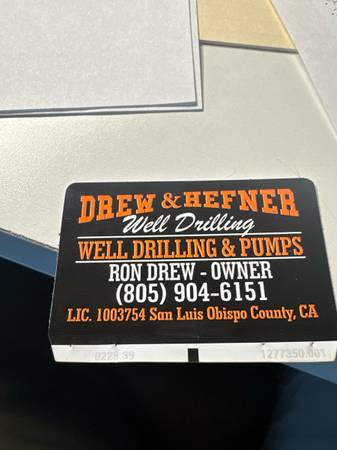 DREW & HEFNER
Well Drilling
WELL DRILLING & PUMPS
RON DREW - OWNER
(805) 904-6151
LIC. 1003754 San Luis Obispo County, CA
0228.39 1277350.001